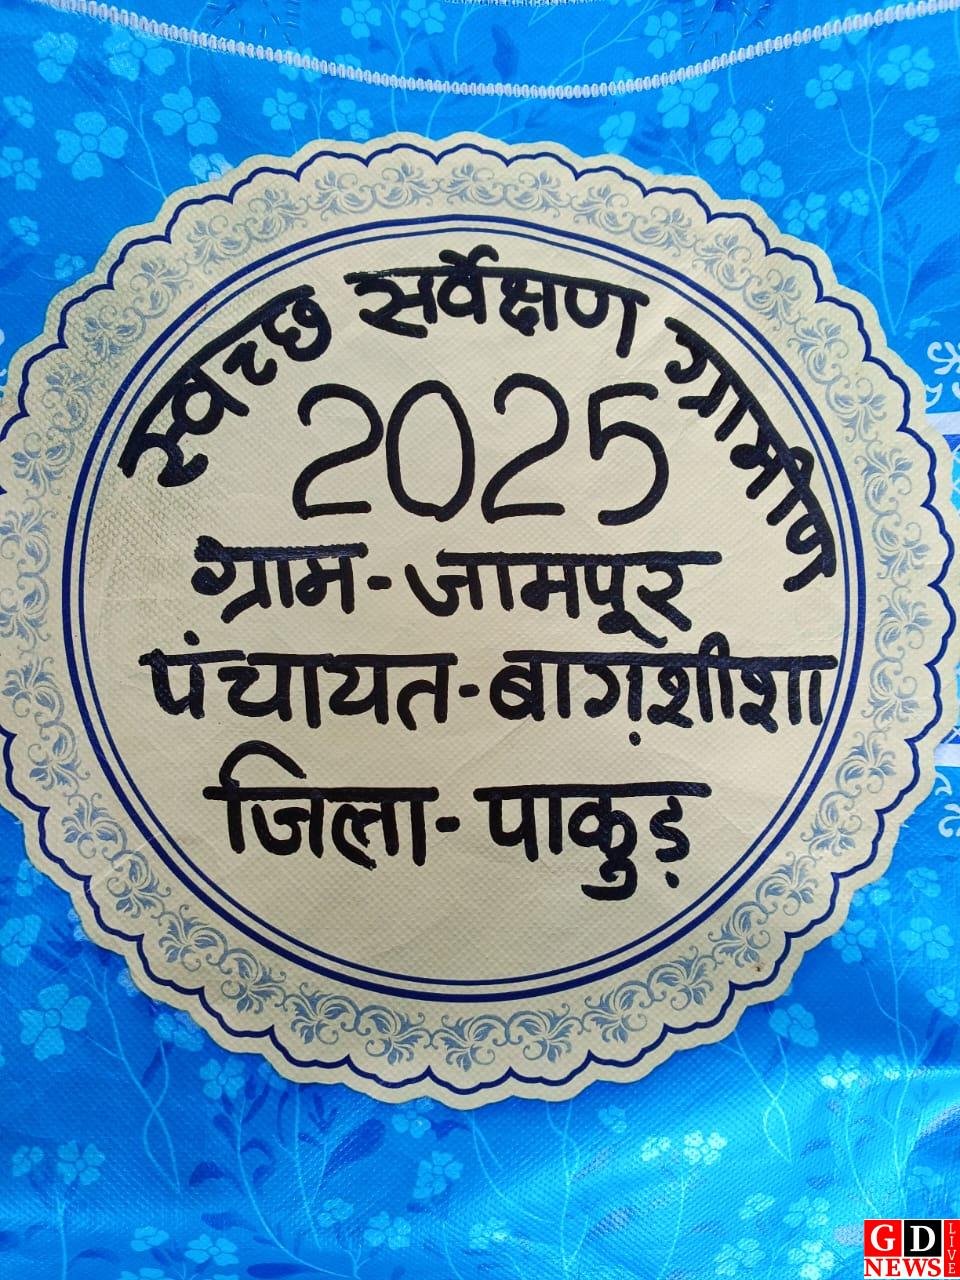 स्वच्छ सर्वेक्षण ग्रामीण
2025
ग्राम-जामपूर
पंचायत-बाग़शीशा
जिला-पाकुड़
GD LIVE
NEWS